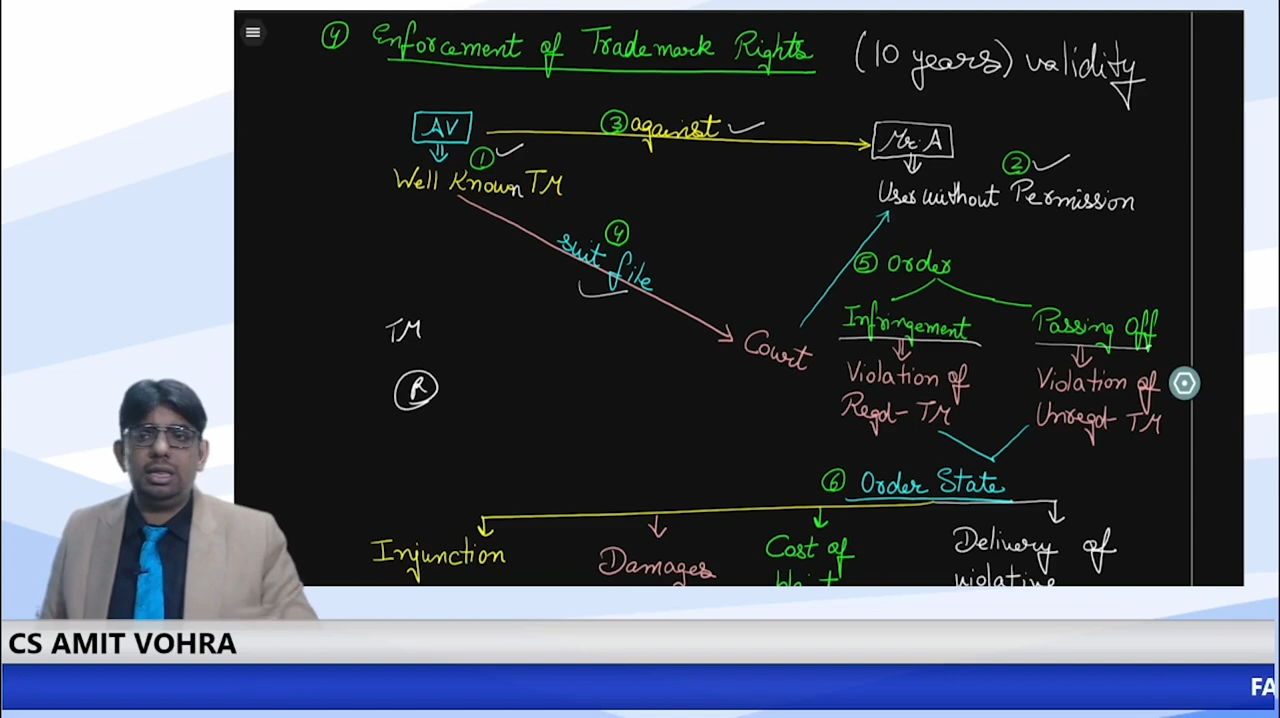 ④ Enforcement of Trademark Rights (10 years) validity
AV
③ against
Mr. A
①
Well Known TM
②
User without Permission
④
suit file
⑤ Order
TM
Court
Infringement
Passing Off
R
Violation of
Regd- TM
Violation of
Unregd- TM
⑥ Order State
Injunction
Damages
Cost of
Delivery of
violative
CS AMIT VOHRA
FA